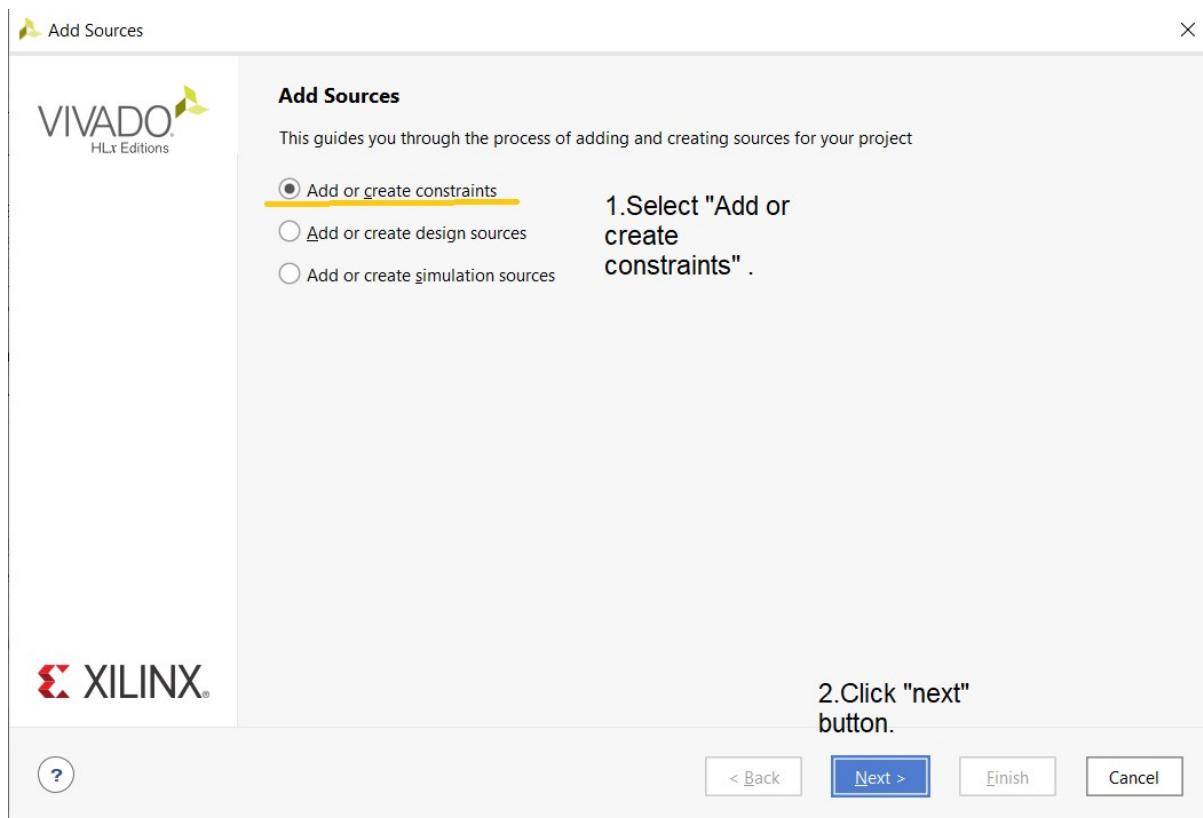 Add Sources
VIVADO
HLx Editions
Add Sources
This guides you through the process of adding and creating sources for your project
Add or create constraints
Add or create design sources
Add or create simulation sources
1.Select "Add or
create
constraints" .
XILINX
2.Click "next"
button.
?
< Back
Next >
Finish
Cancel